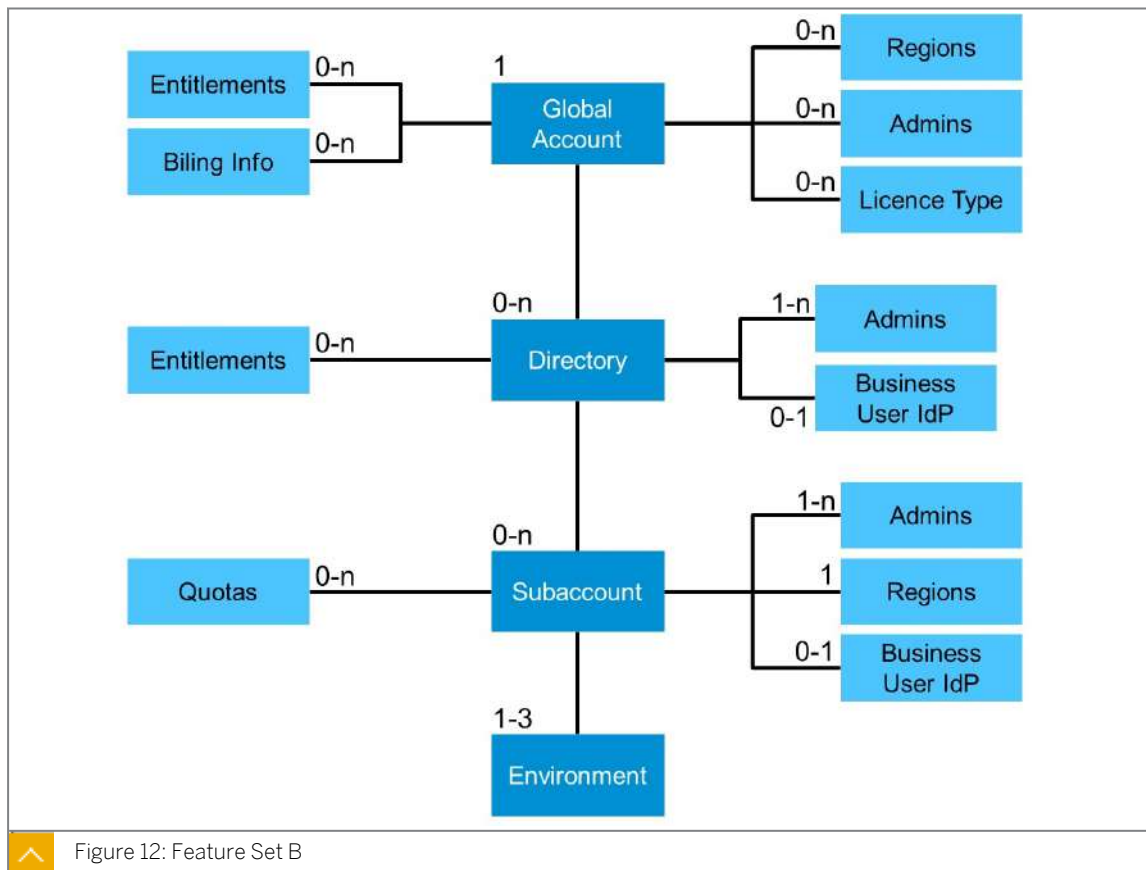 0-n
Regions
Entitlements
0-n
1
Global
Account
0-n
Admins
Biling Info
0-n
0-n
Licence Type
0-n
Directory
Entitlements
0-n
1-n
Admins
Business
User IdP
0-1
0-n
Subaccount
Quotas
0-n
1-n
Admins
1
Regions
0-1
Business
User IdP
1-3
Environment
Figure 12: Feature Set B